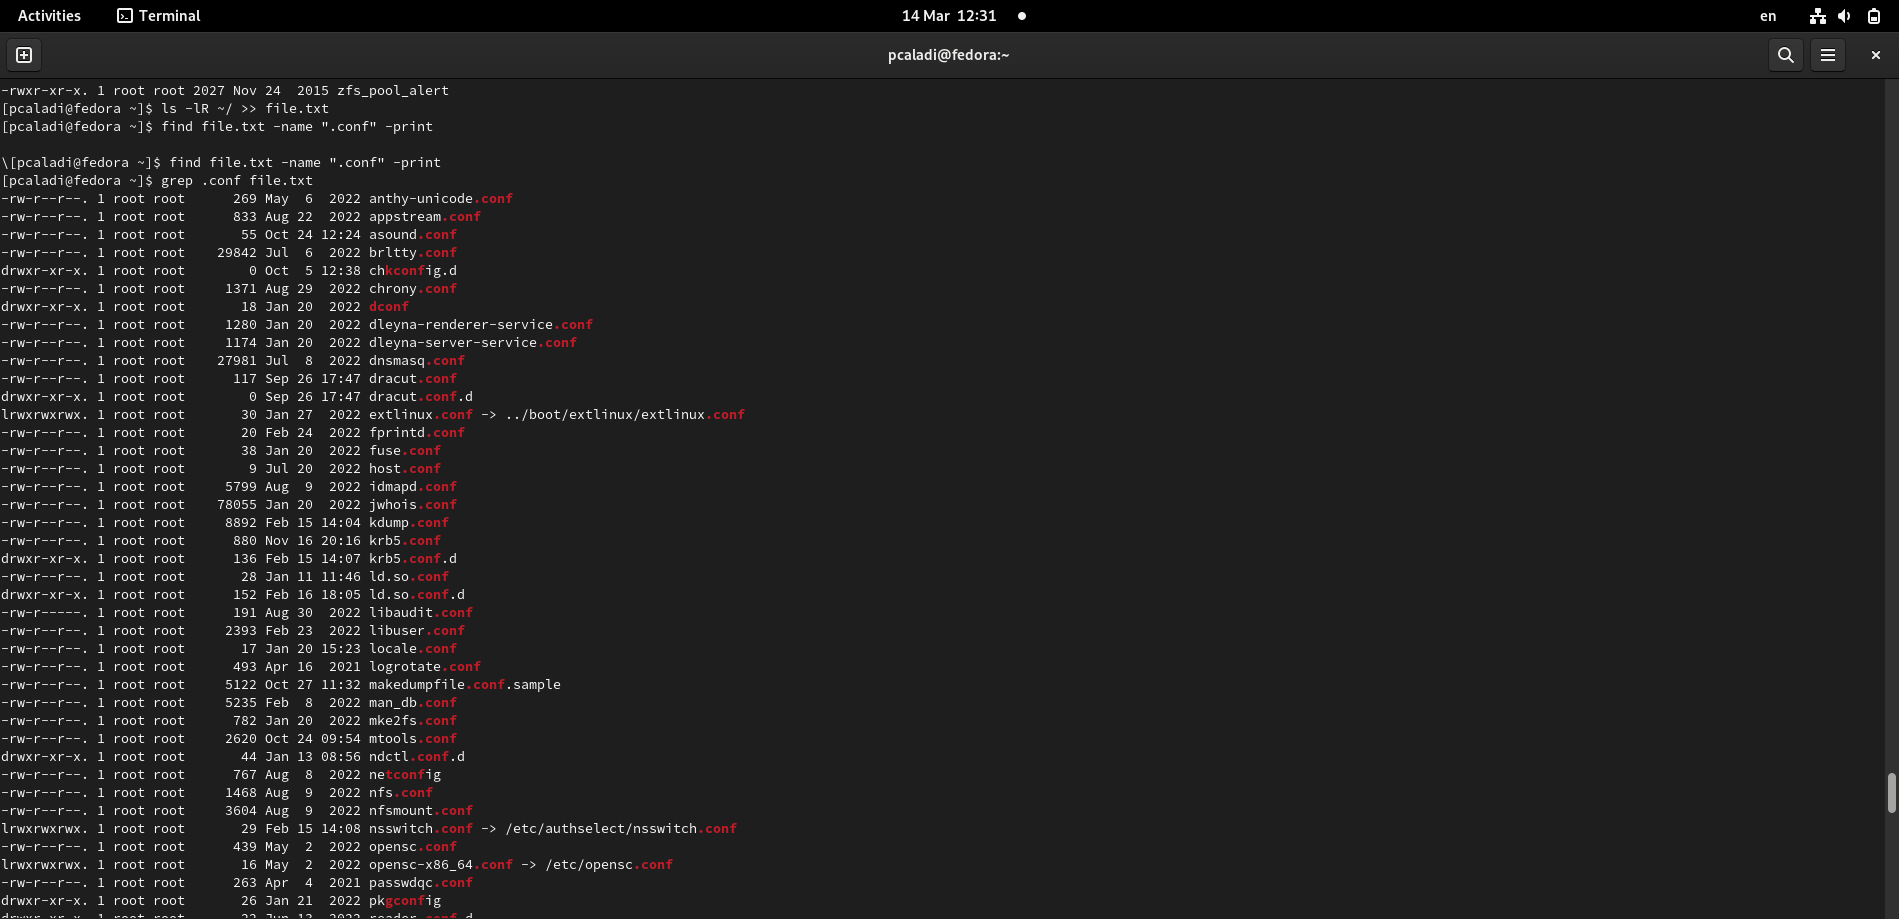 Activities Terminal 14 Mar 12:31 en
pcaladi@fedora:~
-rwxr-xr-x. 1 root root 2027 Nov 24  2015 zfs_pool_alert
[pcaladi@fedora ~]$ ls -lR ~/ >> file.txt
[pcaladi@fedora ~]$ find file.txt -name ".conf" -print
\[pcaladi@fedora ~]$ find file.txt -name ".conf" -print
[pcaladi@fedora ~]$ grep .conf file.txt
-rw-r--r--. 1 root root      269 May  6  2022 anthy-unicode.conf
-rw-r--r--. 1 root root      833 Aug 22  2022 appstream.conf
-rw-r--r--. 1 root root       55 Oct 24 12:24 asound.conf
-rw-r--r--. 1 root root    29842 Jul  6  2022 brltty.conf
drwxr-xr-x. 1 root root        0 Oct  5 12:38 chkconfig.d
-rw-r--r--. 1 root root     1371 Aug 29  2022 chrony.conf
drwxr-xr-x. 1 root root       18 Jan 20  2022 dconf
-rw-r--r--. 1 root root     1280 Jan 20  2022 dleyna-renderer-service.conf
-rw-r--r--. 1 root root     1174 Jan 20  2022 dleyna-server-service.conf
-rw-r--r--. 1 root root    27981 Jul  8  2022 dnsmasq.conf
-rw-r--r--. 1 root root      117 Sep 26 17:47 dracut.conf
drwxr-xr-x. 1 root root        0 Sep 26 17:47 dracut.conf.d
lrwxrwxrwx. 1 root root       30 Jan 27  2022 extlinux.conf -> ../boot/extlinux/extlinux.conf
-rw-r--r--. 1 root root       20 Feb 24  2022 fprintd.conf
-rw-r--r--. 1 root root       38 Jan 20  2022 fuse.conf
-rw-r--r--. 1 root root        9 Jul 20  2022 host.conf
-rw-r--r--. 1 root root     5799 Aug  9  2022 idmapd.conf
-rw-r--r--. 1 root root    78055 Jan 20  2022 jwhois.conf
-rw-r--r--. 1 root root     8892 Feb 15 14:04 kdump.conf
-rw-r--r--. 1 root root      880 Nov 16 20:16 krb5.conf
drwxr-xr-x. 1 root root      136 Feb 15 14:07 krb5.conf.d
-rw-r--r--. 1 root root       28 Jan 11 11:46 ld.so.conf
drwxr-xr-x. 1 root root      152 Feb 16 18:05 ld.so.conf.d
-rw-r-----. 1 root root      191 Aug 30  2022 libaudit.conf
-rw-r--r--. 1 root root     2393 Feb 23  2022 libuser.conf
-rw-r--r--. 1 root root       17 Jan 20 15:23 locale.conf
-rw-r--r--. 1 root root      493 Apr 16  2021 logrotate.conf
-rw-r--r--. 1 root root     5122 Oct 27 11:32 makedumpfile.conf.sample
-rw-r--r--. 1 root root     5235 Feb  8  2022 man_db.conf
-rw-r--r--. 1 root root      782 Jan 20  2022 mke2fs.conf
-rw-r--r--. 1 root root     2620 Oct 24 09:54 mtools.conf
drwxr-xr-x. 1 root root       44 Jan 13 08:56 ndctl.conf.d
-rw-r--r--. 1 root root      767 Aug  8  2022 netconfig
-rw-r--r--. 1 root root     1468 Aug  9  2022 nfs.conf
-rw-r--r--. 1 root root     3604 Aug  9  2022 nfsmount.conf
lrwxrwxrwx. 1 root root       29 Feb 15 14:08 nsswitch.conf -> /etc/authselect/nsswitch.conf
-rw-r--r--. 1 root root      439 May  2  2022 opensc.conf
lrwxrwxrwx. 1 root root       16 May  2  2022 opensc-x86_64.conf -> /etc/opensc.conf
-rw-r--r--. 1 root root      263 Apr  4  2021 passwdqc.conf
drwxr-xr-x. 1 root root       26 Jan 21  2022 pkgconfig
drwxr-xr-x. 1 root root       22 Jun 13  2022 reader.conf.d